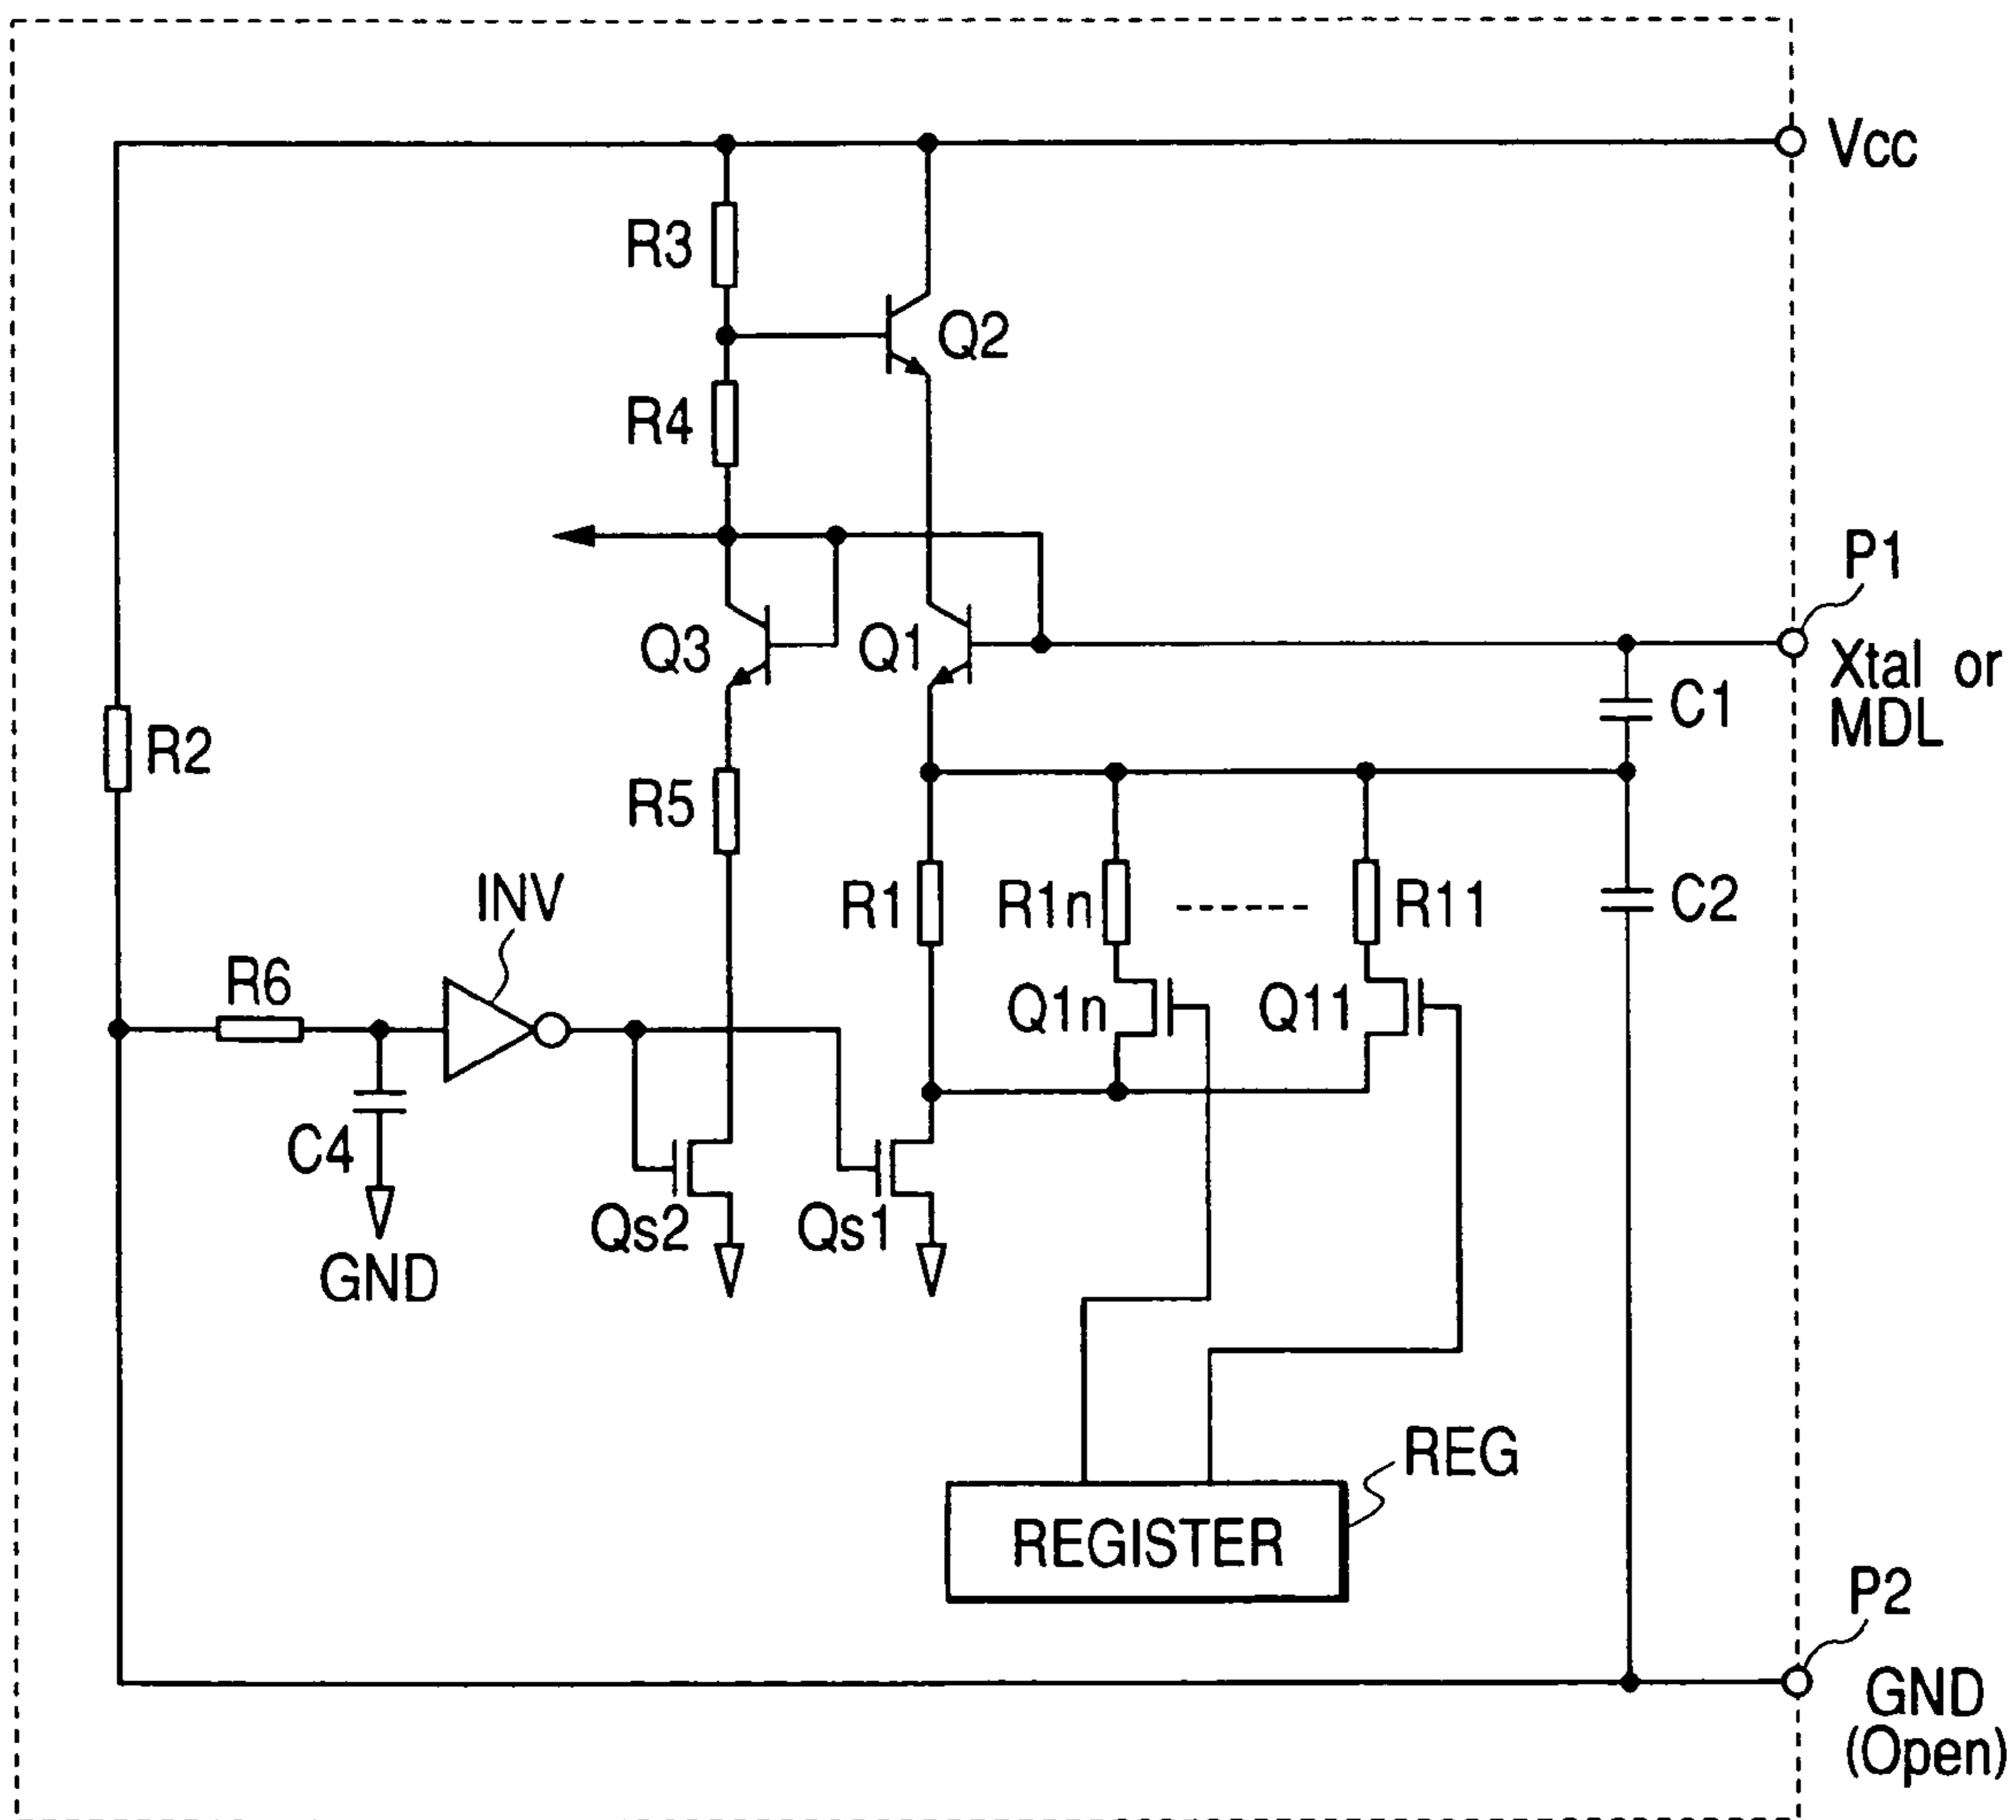 Vcc
R3
Q2
R4
P1
Q3
Q1
Xtal or
MDL
C1
R2
R5
INV
R1
R1n
R11
C2
R6
Q1n
Q11
C4
Qs2
Qs1
GND
REG
REGISTER
P2
GND
(Open)